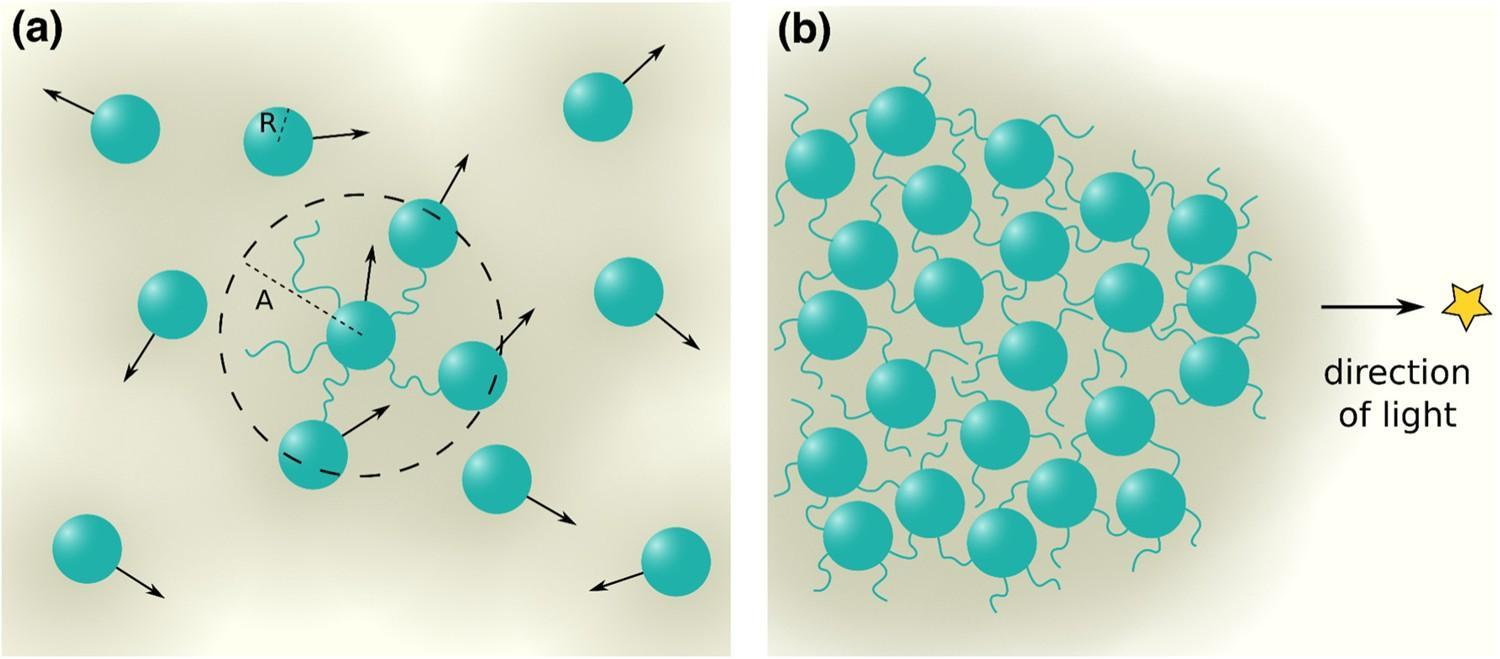 (a)
R
A
(b)
direction
of light